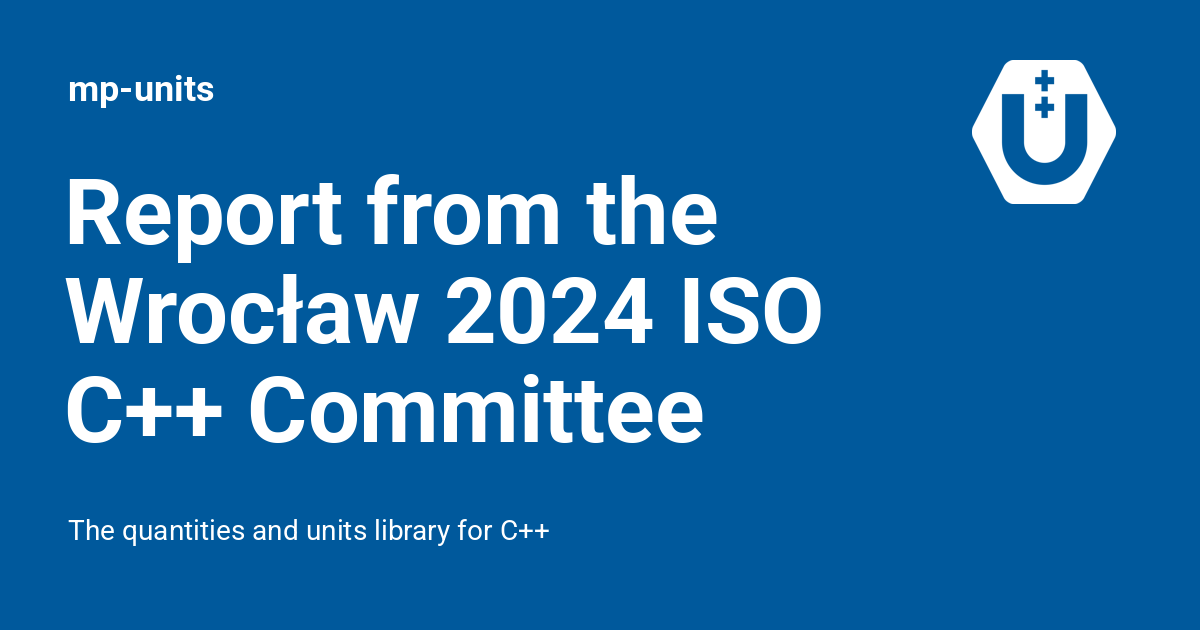 mp-units
Report from the
Wrocław 2024 ISO
C++ Committee
The quantities and units library for C++
U++